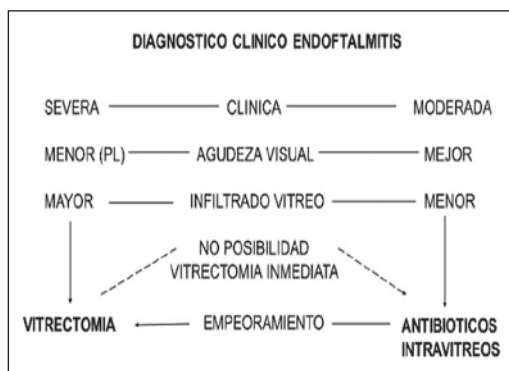 DIAGNOSTICO CLINICO ENDOFTALMITIS
SEVERA CLINICA MODERADA
MENOR (PL) AGUDEZA VISUAL MEJOR
MAYOR INFILTRADO VITREO MENOR
NO POSIBILIDAD
VITRECTOMIA INMEDIATA
VITRECTOMIA EMPEORAMIENTO ANTIBIOTICOS
INTRAVITREOS